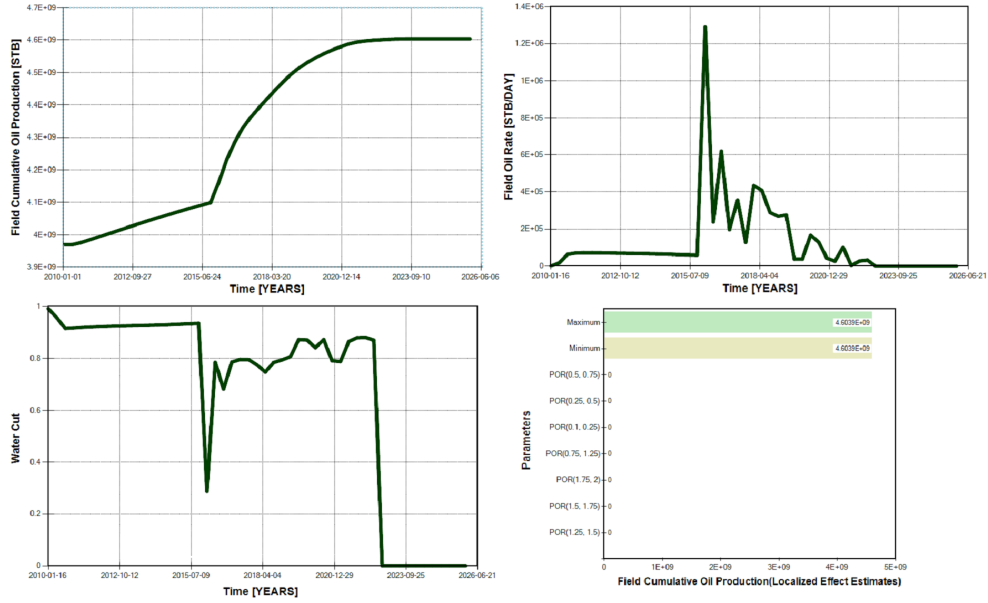 4.7E+09
4.6E+09
4.5E+09
4.4E+09
4.3E+09
4.2E+09
4.1E+09
4E+09
3.9E+09
Field Cumulative Oil Production [STB]
2010-01-01 2012-09-27 2015-06-24 2018-03-20 2020-12-14 2023-09-10 2026-06-06
Time [YEARS]
1.4E+06
1.2E+06
1E+06
8E+05
6E+05
4E+05
2E+05
0
Field Oil Rate [STB/DAY]
2010-01-16 2012-10-12 2015-07-09 2018-04-04 2020-12-29 2023-09-25 2026-06-21
Time [YEARS]
1
0.8
0.6
0.4
0.2
0
Water Cut
2010-01-16 2012-10-12 2015-07-09 2018-04-04 2020-12-29 2023-09-25 2026-06-21
Time [YEARS]
Parameters
Maximum 4.6039E+09
Minimum 4.6039E+09
POR(0.5, 0.75) 0
POR(0.25, 0.5) 0
POR(0.1, 0.25) 0
POR(0.75, 1.25) 0
POR(1.75, 2) 0
POR(1.5, 1.75) 0
POR(1.25, 1.5) 0
0 1E+09 2E+09 3E+09 4E+09 5E+09
Field Cumulative Oil Production(Localized Effect Estimates)